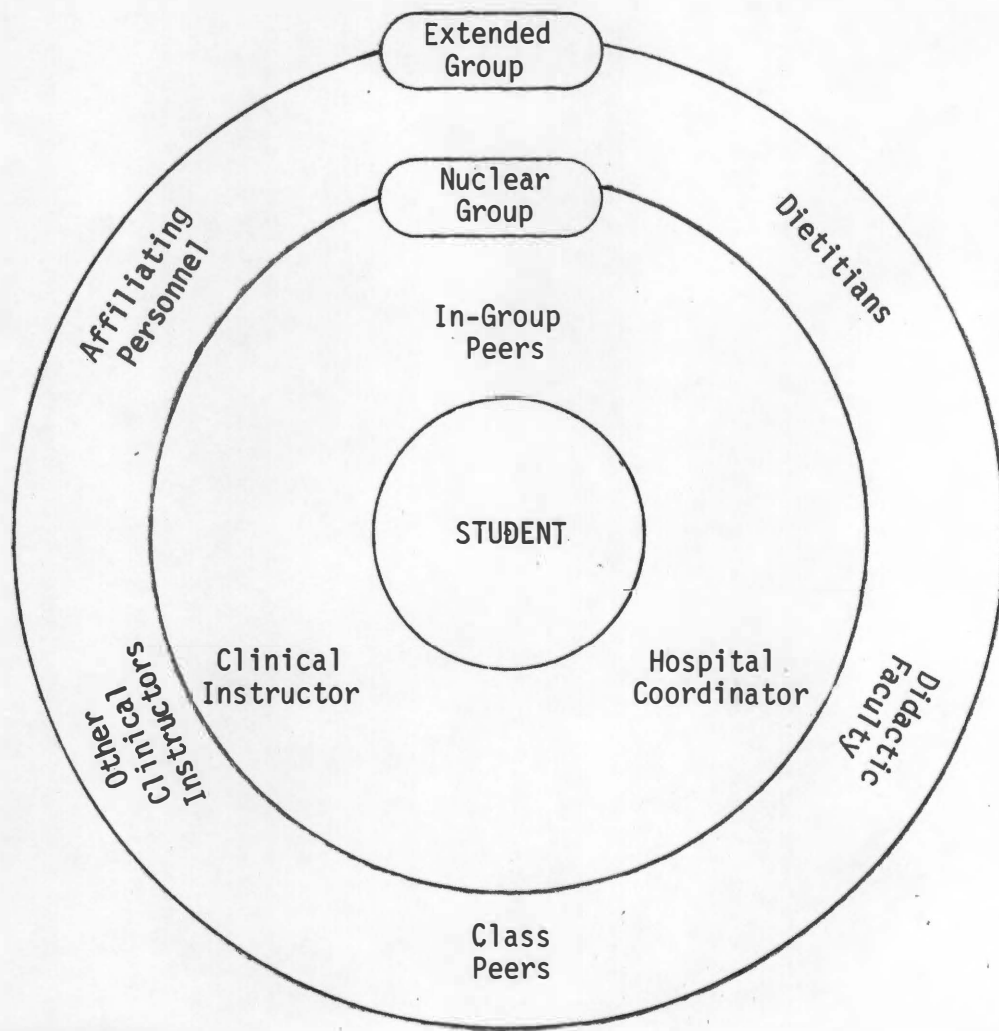 Extended
Group
Nuclear
Group
Affiliating
Personnel
Dietitians
In-Group
Peers
STUDENT
Clinical
Instructor
Hospital
Coordinator
Other
Clinical
Instructors
Didactic
Faculty
Class
Peers